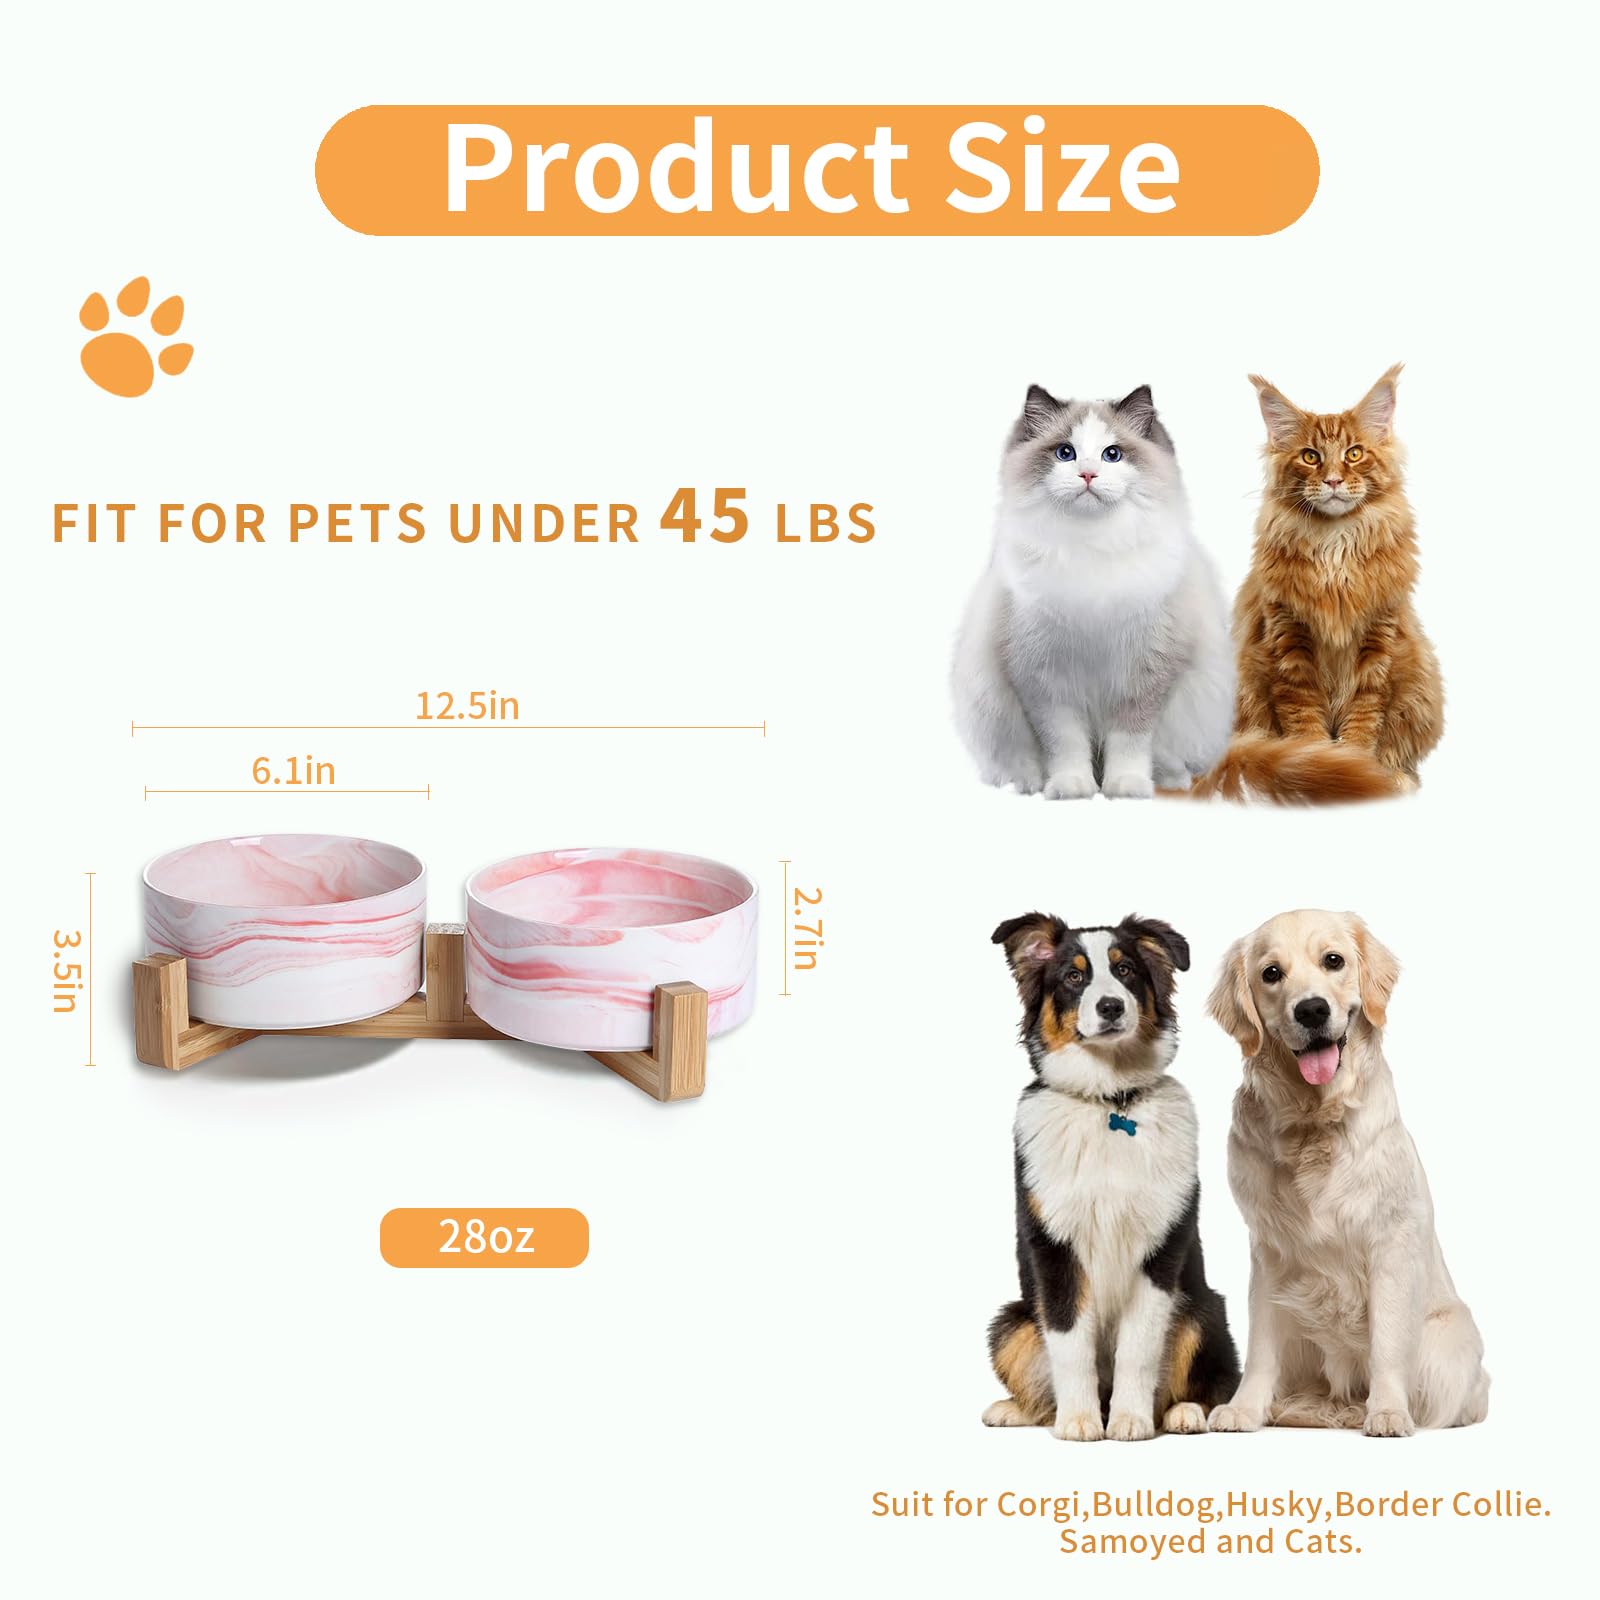 Product Size
FIT FOR PETS UNDER 45 LBS
12.5in
6.1in
3.5in
2.7in
28oz
Suit for Corgi,Bulldog,Husky,Border Collie.
Samoyed and Cats.